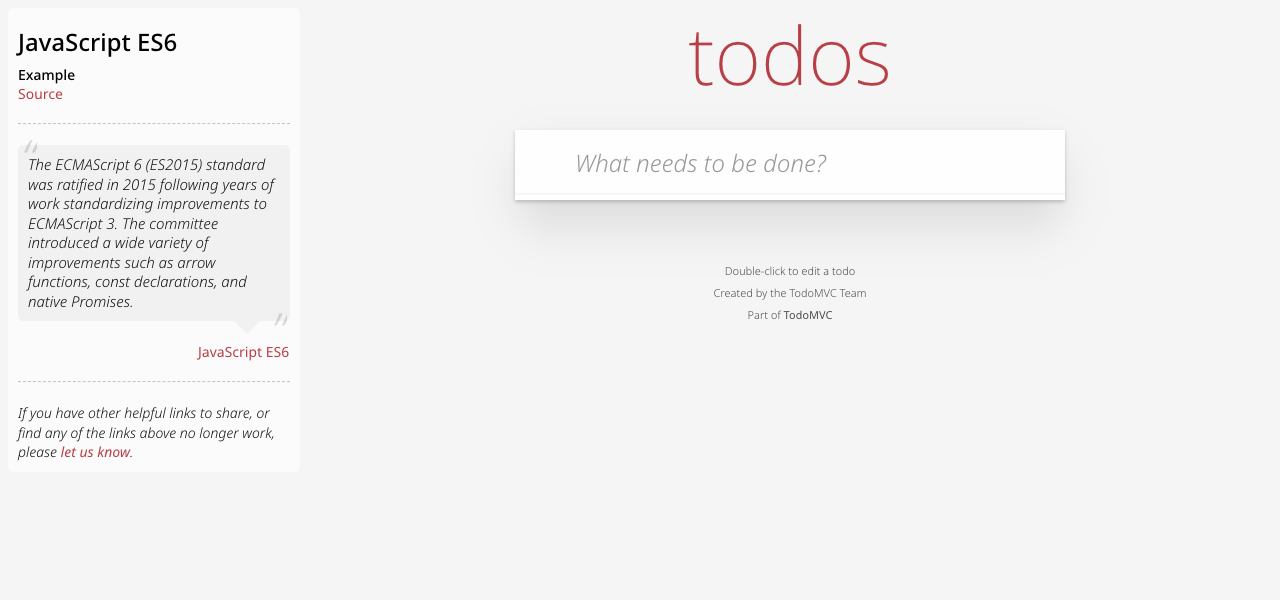 JavaScript ES6
Example
Source
The ECMAScript 6 (ES2015) standard
was ratified in 2015 following years of
work standardizing improvements to
ECMAScript 3. The committee
introduced a wide variety of
improvements such as arrow
functions, const declarations, and
native Promises.
JavaScript ES6
If you have other helpful links to share, or
find any of the links above no longer work,
please let us know.
todos
What needs to be done?
Double-click to edit a todo
Created by the TodoMVC Team
Part of TodoMVC